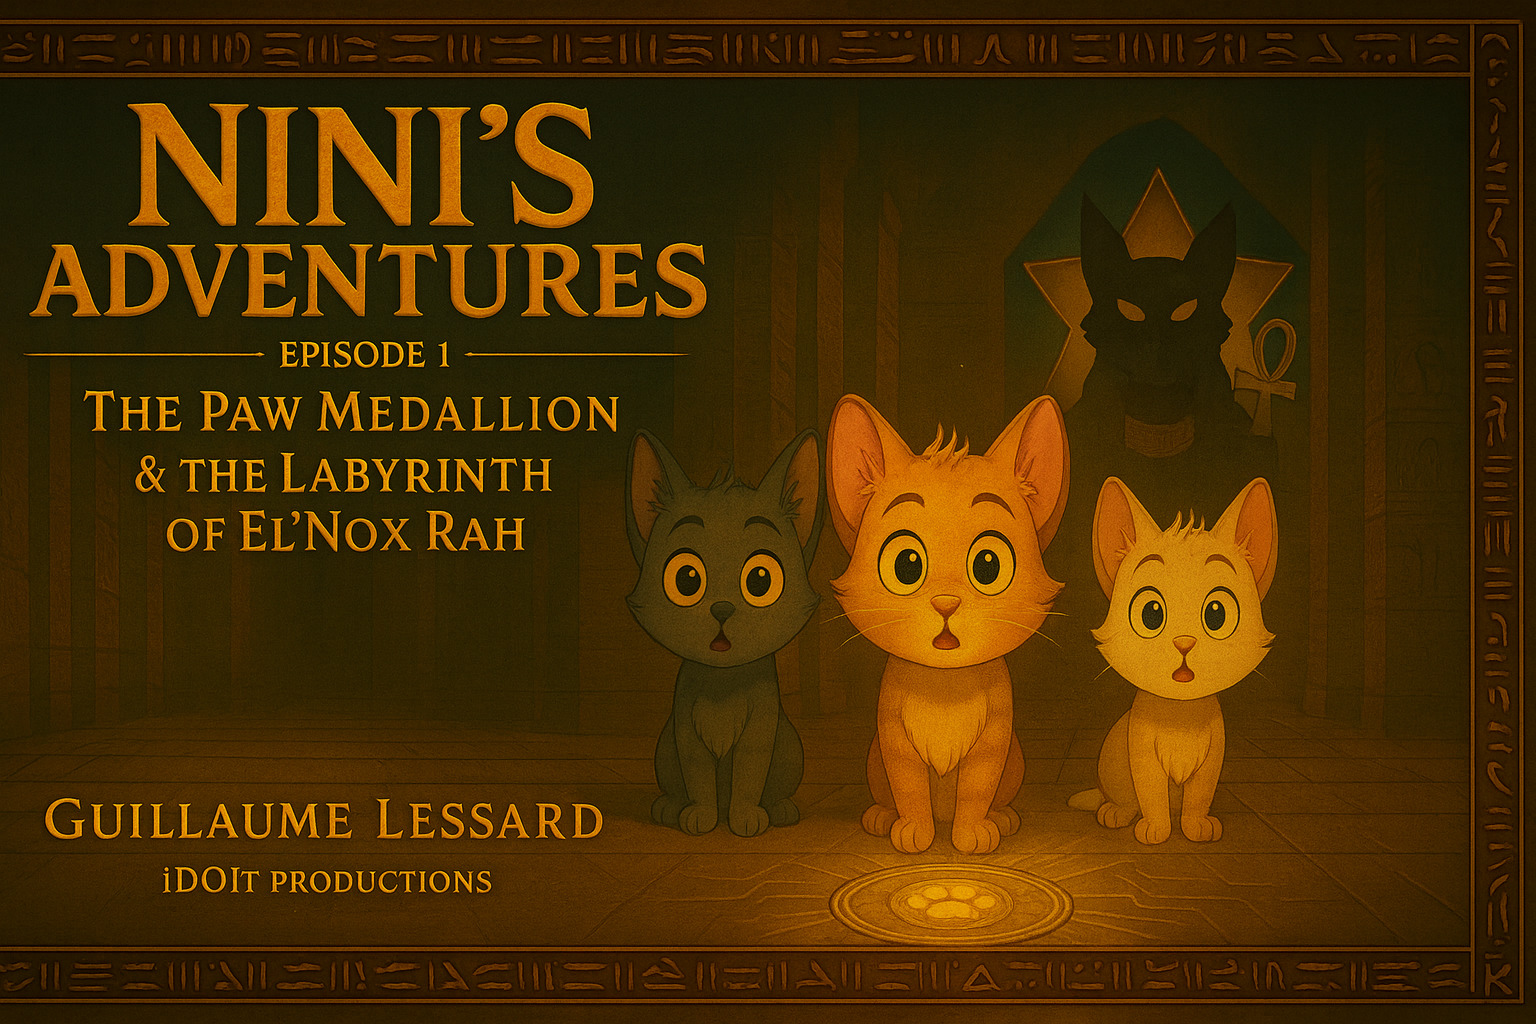 NINI'S
ADVENTURES
EPISODE 1
THE PAW MEDALLION
& THE LABYRINTH
OF EL'NOX RAH
GUILLAUME LESSARD
iDOIT PRODUCTIONS